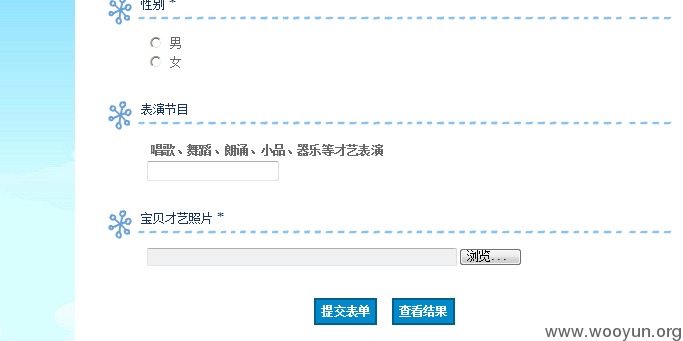 性别 *
男
女
表演节目
唱歌、舞蹈、朗诵、小品、器乐等才艺表演
宝贝才艺照片 *
浏览...
提交表单 查看结果
www.wooyun.org